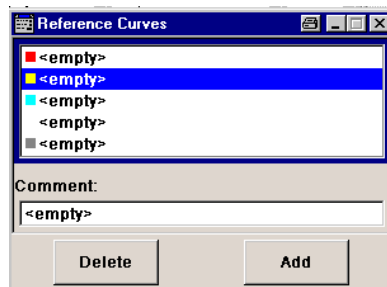 Reference Curves
<empty>
<empty>
<empty>
<empty>
<empty>
Comment:
<empty>
Delete Add